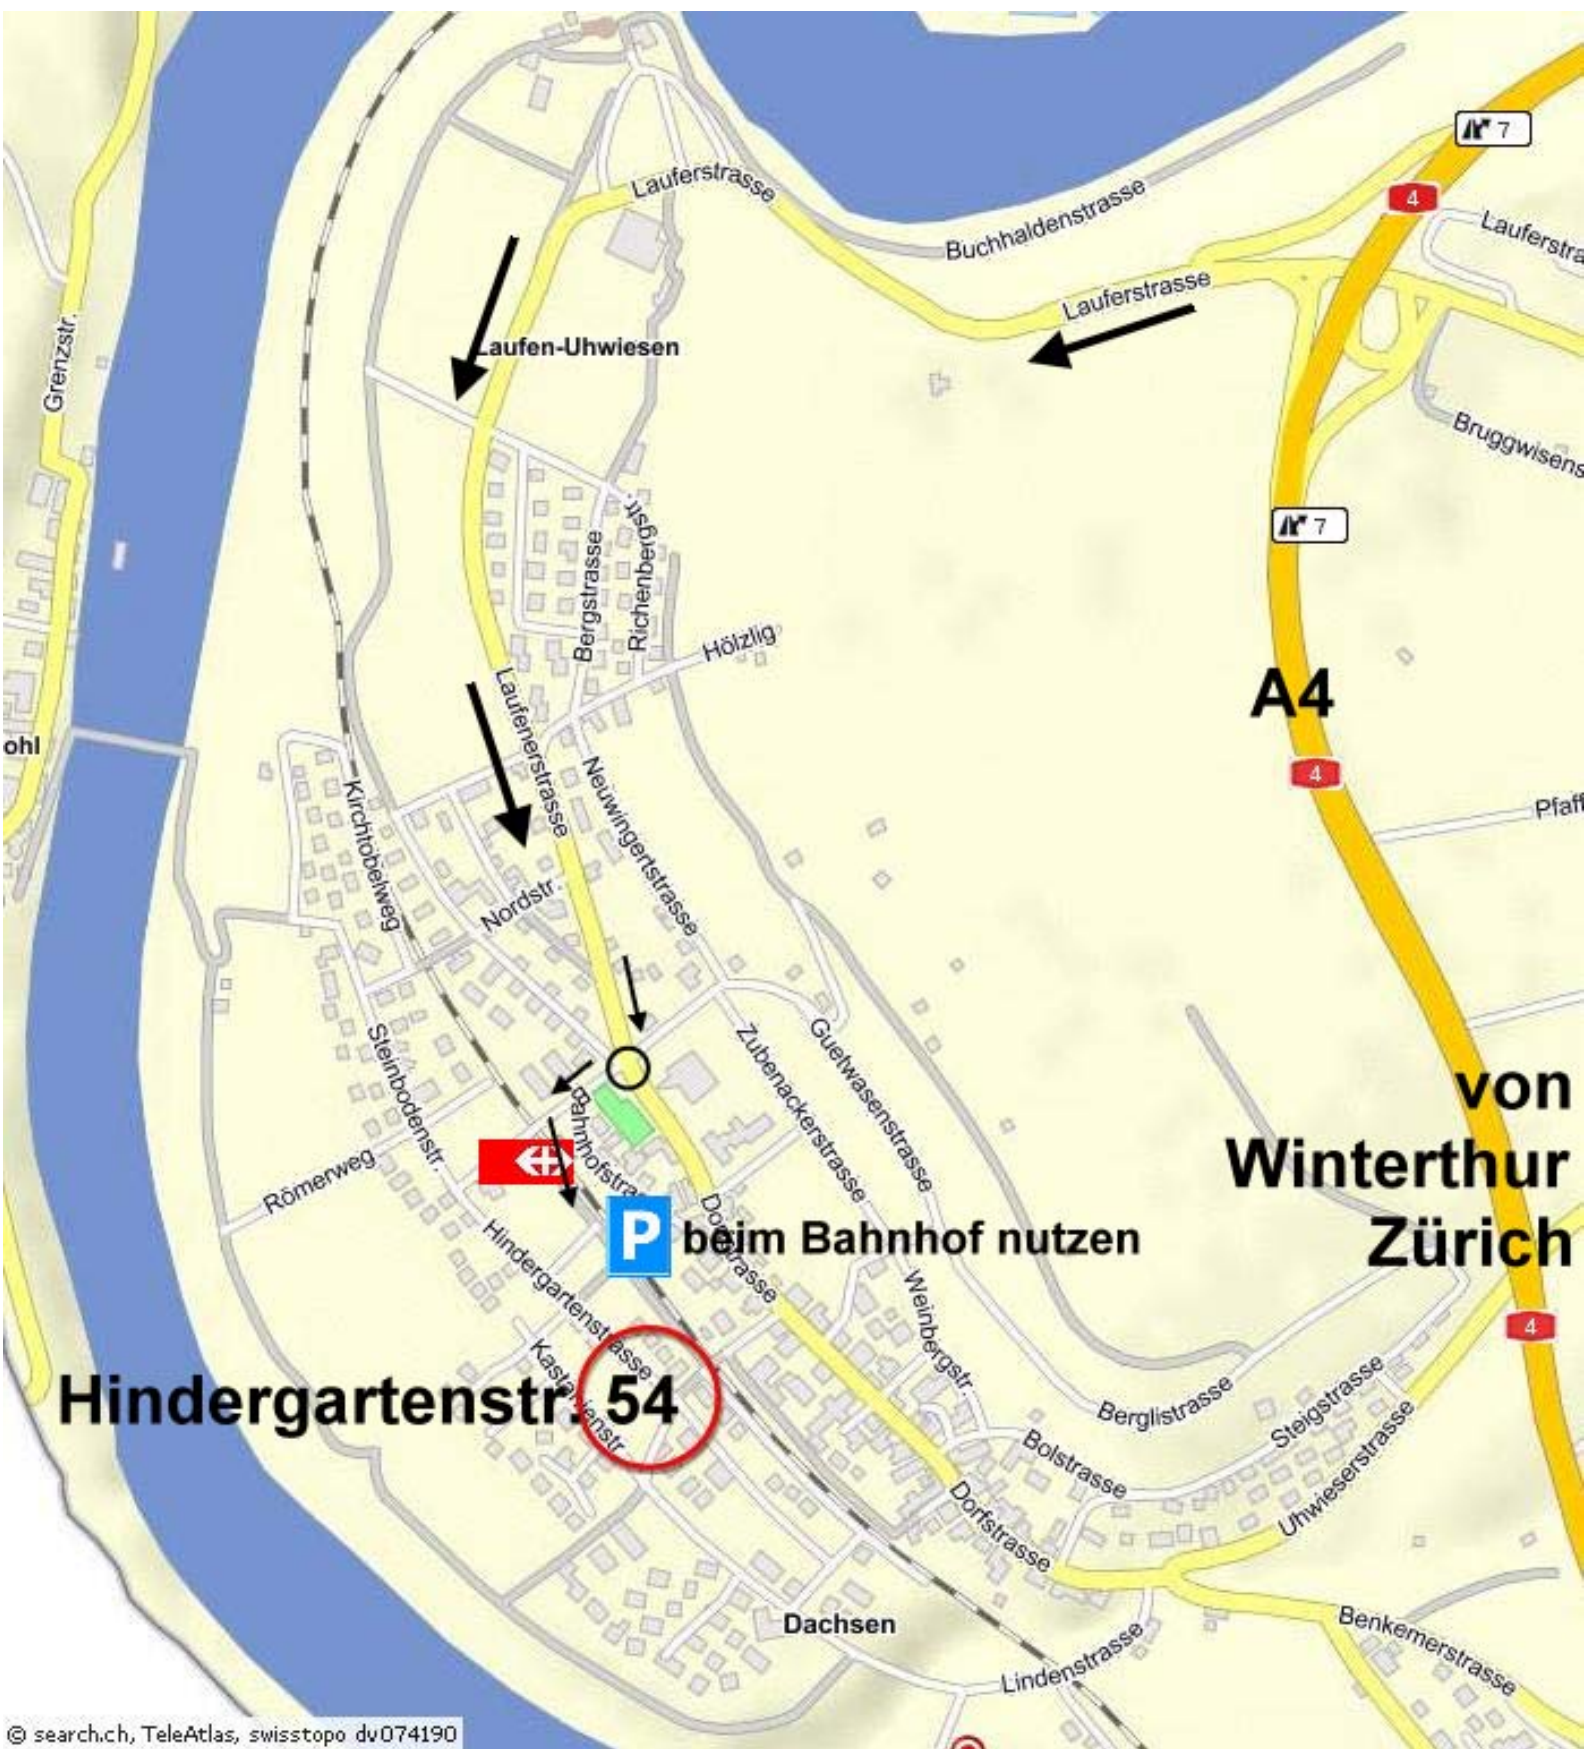 7
4
Lauferstrasse
Buchhaldenstrasse
Lauferstra
Lauferstrasse
Grenzstr.
Laufen-Uhwiesen
Bruggwisens
7
Richenbergstr.
Bergstrasse
Hölzlig
Laufenerstrasse
A4
ohl
4
Kirchtobelweg
Neuwingertstrasse
Pfaff
Nordstr.
Steinbodenstr.
Zubenackerstrasse
Guetwasenstrasse
von
Winterthur
Zürich
Bahnhofstra
Römerweg
P beim Bahnhof nutzen
Dorfstrasse
Hindergartenstrasse
Weinbergstr.
4
Kastanienstr.
Hindergartenstr. 54
Berglistrasse
Steigstrasse
Bolstrasse
Uhwieserstrasse
Dorfstrasse
Dachsen
Benkemerstrasse
Lindenstrasse
© search.ch, TeleAtlas, swisstopo dv074190